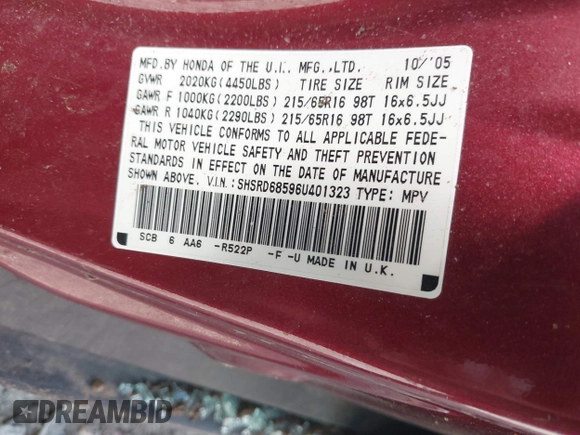 MFD.BY HONDA OF THE U.K. MFG.,LTD. 10/'05
GVWR 2020KG(4450LBS) TIRE SIZE RIM SIZE
GAWR F 1000KG(2200LBS) 215/65R16 98T 16x6.5JJ
GAWR R 1040KG(2290LBS) 215/65R16 98T 16x6.5JJ
THIS VEHICLE CONFORMS TO ALL APPLICABLE FEDE-
RAL MOTOR VEHICLE SAFETY AND THEFT PREVENTION
STANDARDS IN EFFECT ON THE DATE OF MANUFACTURE
SHOWN ABOVE. V.I.N.:SHSRD68596U401323 TYPE: MPV
SCB 6 AA6 -R522P -F -U MADE IN U.K.
DREAMBID